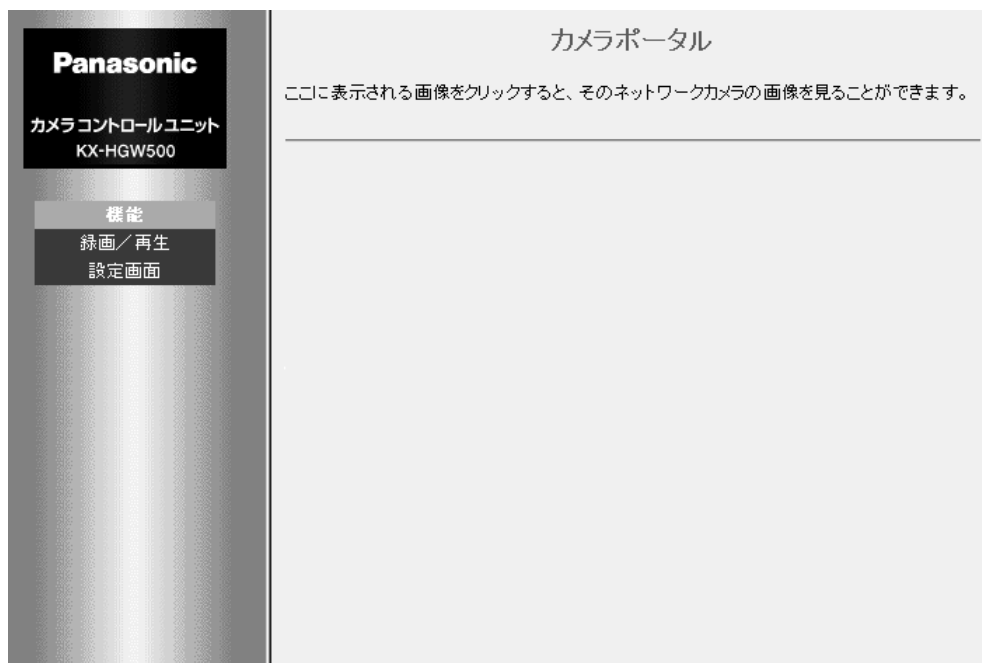 Panasonic
カメラコントロールユニット
KX-HGW500
機能
録画／再生
設定画面
カメラポータル
ここに表示される画像をクリックすると、そのネットワークカメラの画像を見ることができます。